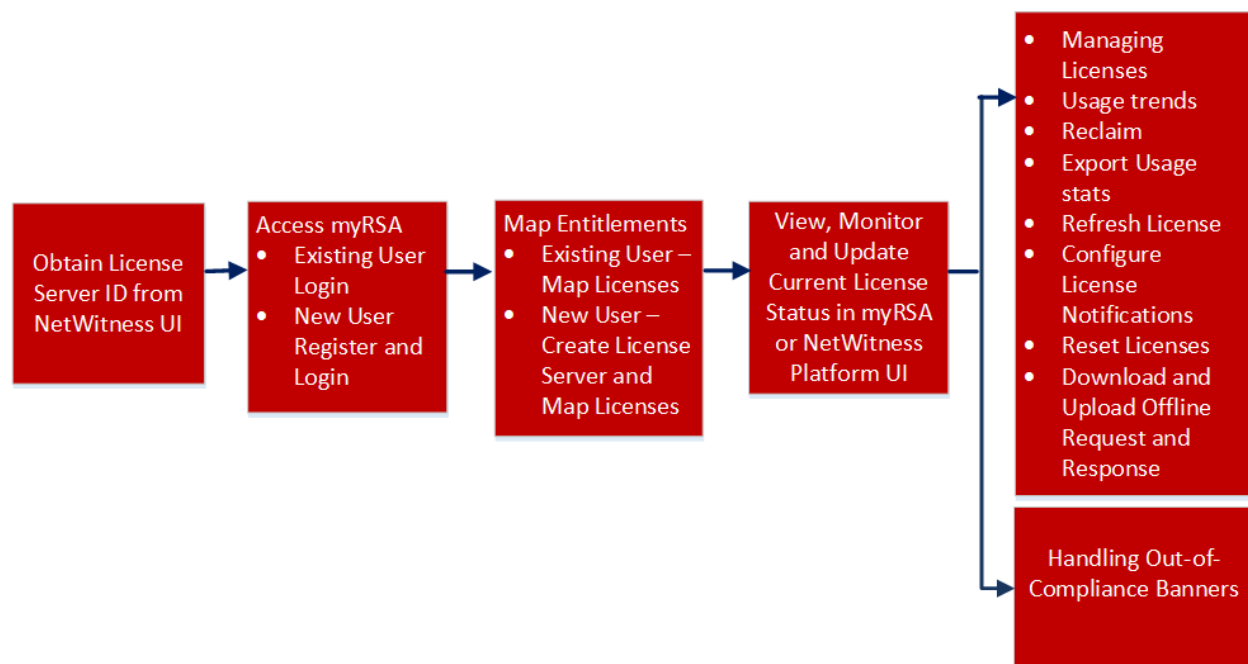 Obtain License
Server ID from
NetWitness UI
Access myRSA
• Existing User
Login
• New User
Register and
Login
Map Entitlements
• Existing User –
Map Licenses
• New User –
Create License
Server and
Map Licenses
View, Monitor
and Update
Current License
Status in myRSA
or NetWitness
Platform UI
• Managing
Licenses
• Usage trends
• Reclaim
• Export Usage
stats
• Refresh License
• Configure
License
Notifications
• Reset Licenses
• Download and
Upload Offline
Request and
Response
Handling Out-of-
Compliance Banners